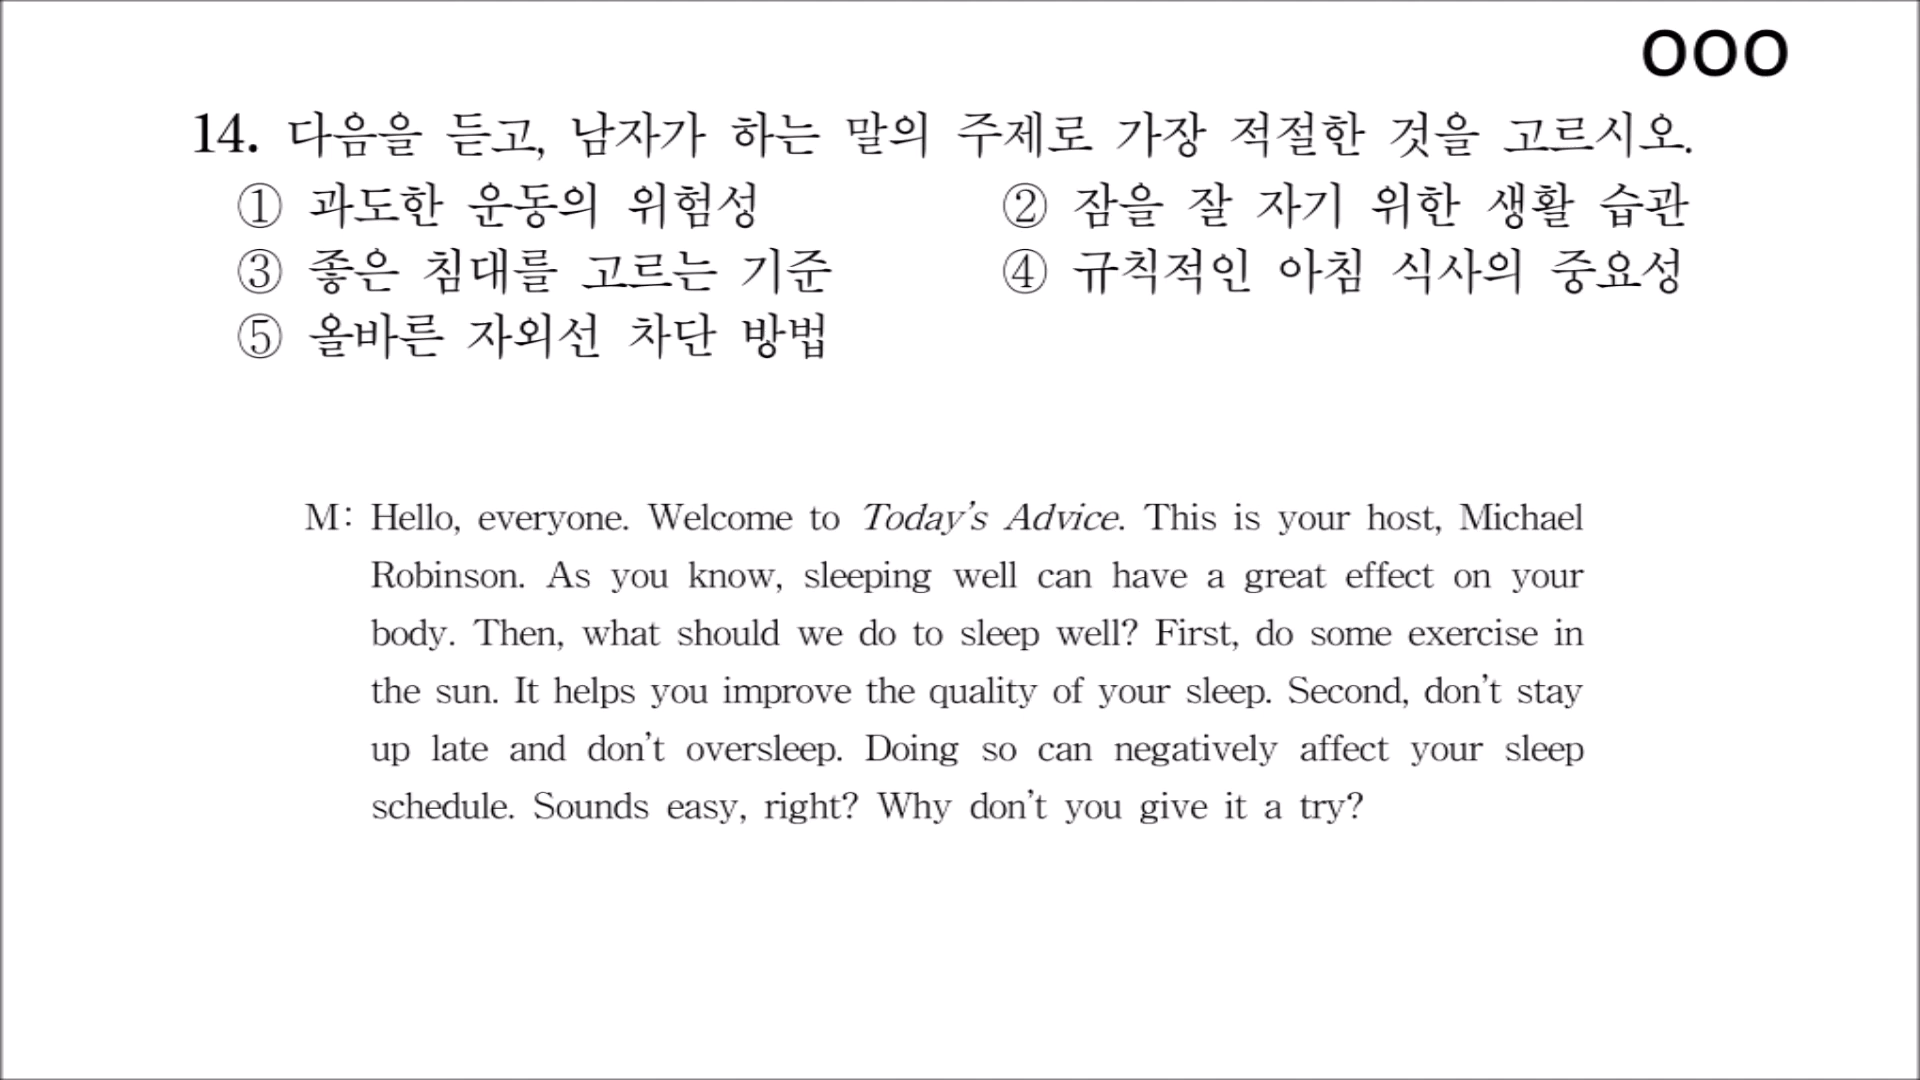 OOO
14. 다음을 듣고, 남자가 하는 말의 주제로 가장 적절한 것을 고르시오.
① 과도한 운동의 위험성 ② 잠을 잘 자기 위한 생활 습관
③ 좋은 침대를 고르는 기준 ④ 규칙적인 아침 식사의 중요성
⑤ 올바른 자외선 차단 방법
M: Hello, everyone. Welcome to Today's Advice. This is your host, Michael
Robinson. As you know, sleeping well can have a great effect on your
body. Then, what should we do to sleep well? First, do some exercise in
the sun. It helps you improve the quality of your sleep. Second, don't stay
up late and don't oversleep. Doing so can negatively affect your sleep
schedule. Sounds easy, right? Why don't you give it a try?